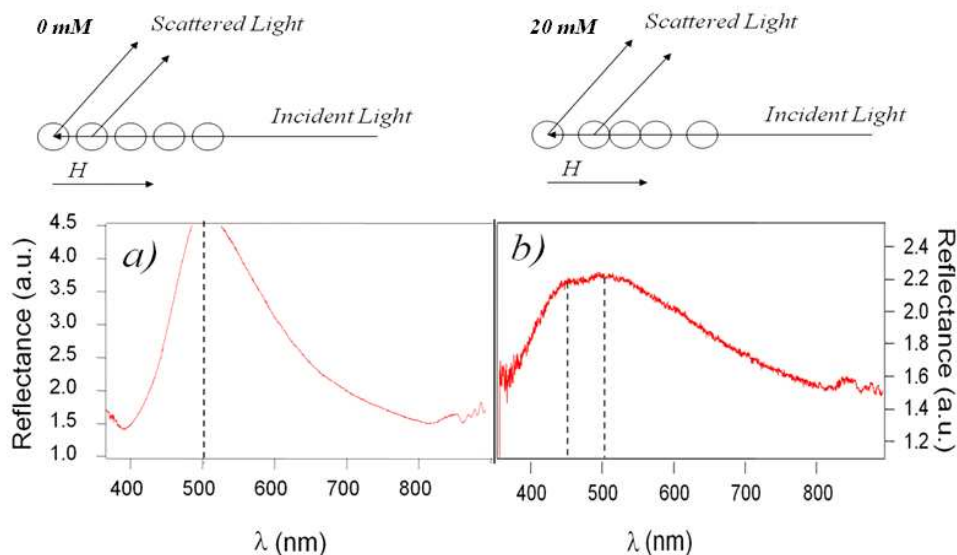 0 mM
Scattered Light
Incident Light
H
20 mM
Scattered Light
Incident Light
H
a)
Reflectance (a.u.)
4.5
4.0
3.5
3.0
2.5
2.0
1.5
1.0
400 500 600 700 800
λ (nm)
b)
Reflectance (a.u.)
2.4
2.2
2.0
1.8
1.6
1.4
1.2
400 500 600 700 800
λ (nm)